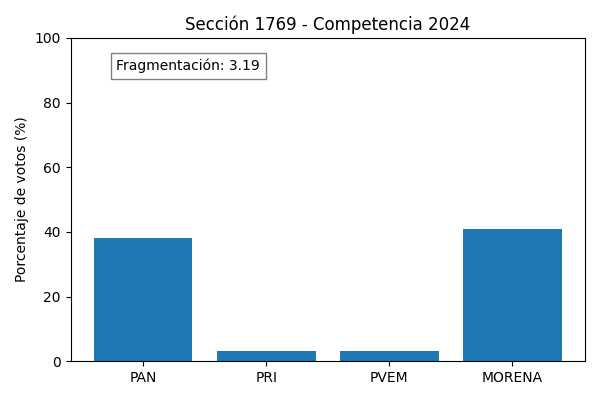 Sección 1769 - Competencia 2024
Fragmentación: 3.19
Porcentaje de votos (%)
100
80
60
40
20
0
PAN PRI PVEM MORENA